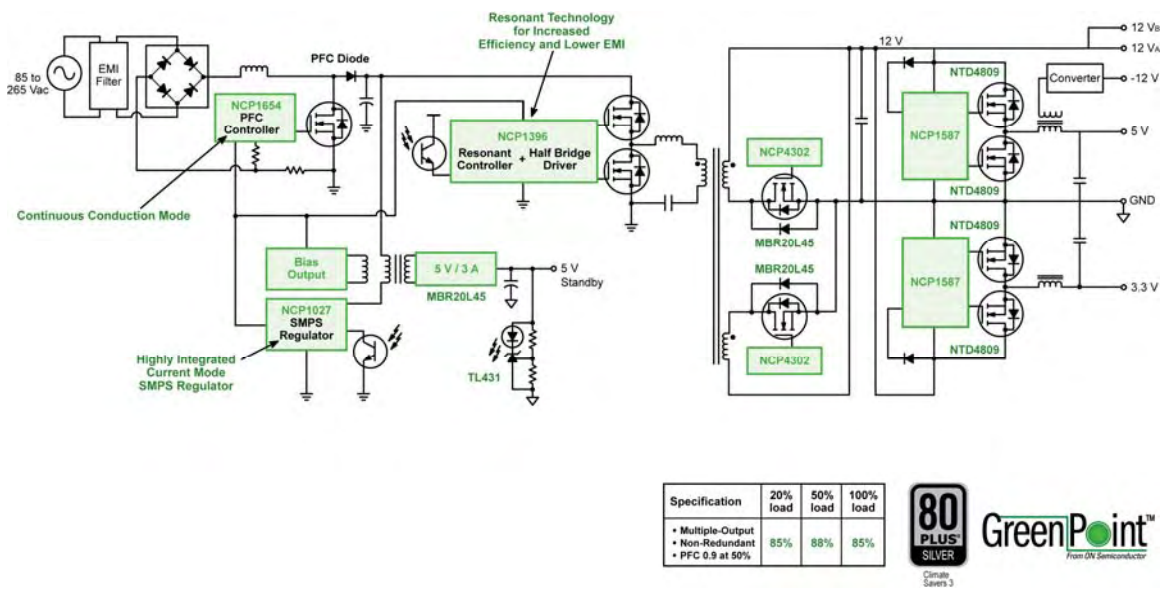 Resonant Technology
for Increased
Efficiency and Lower EMI
85 to
265 Vac
EMI
Filter
PFC Diode
NCP1654
PFC
Controller
Continuous Conduction Mode
NCP1396
Resonant
Controller
+
Half Bridge
Driver
Bias
Output
5 V / 3 A
MBR20L45
5 V
Standby
NCP1027
SMPS
Regulator
Highly Integrated
Current Mode
SMPS Regulator
TL431
NCP4302
MBR20L45
MBR20L45
NCP4302
12 V
NTD4809
NCP1587
NTD4809
NTD4809
NCP1587
NTD4809
Converter
12 VB
12 VA
-12 V
5 V
GND
3.3 V
Specification 20% load 50% load 100% load
• Multiple-Output
• Non-Redundant 85% 88% 85%
• PFC 0.9 at 50%
80
PLUS®
SILVER
Climate
Savers 3
GreenPoint™
From ON Semiconductor